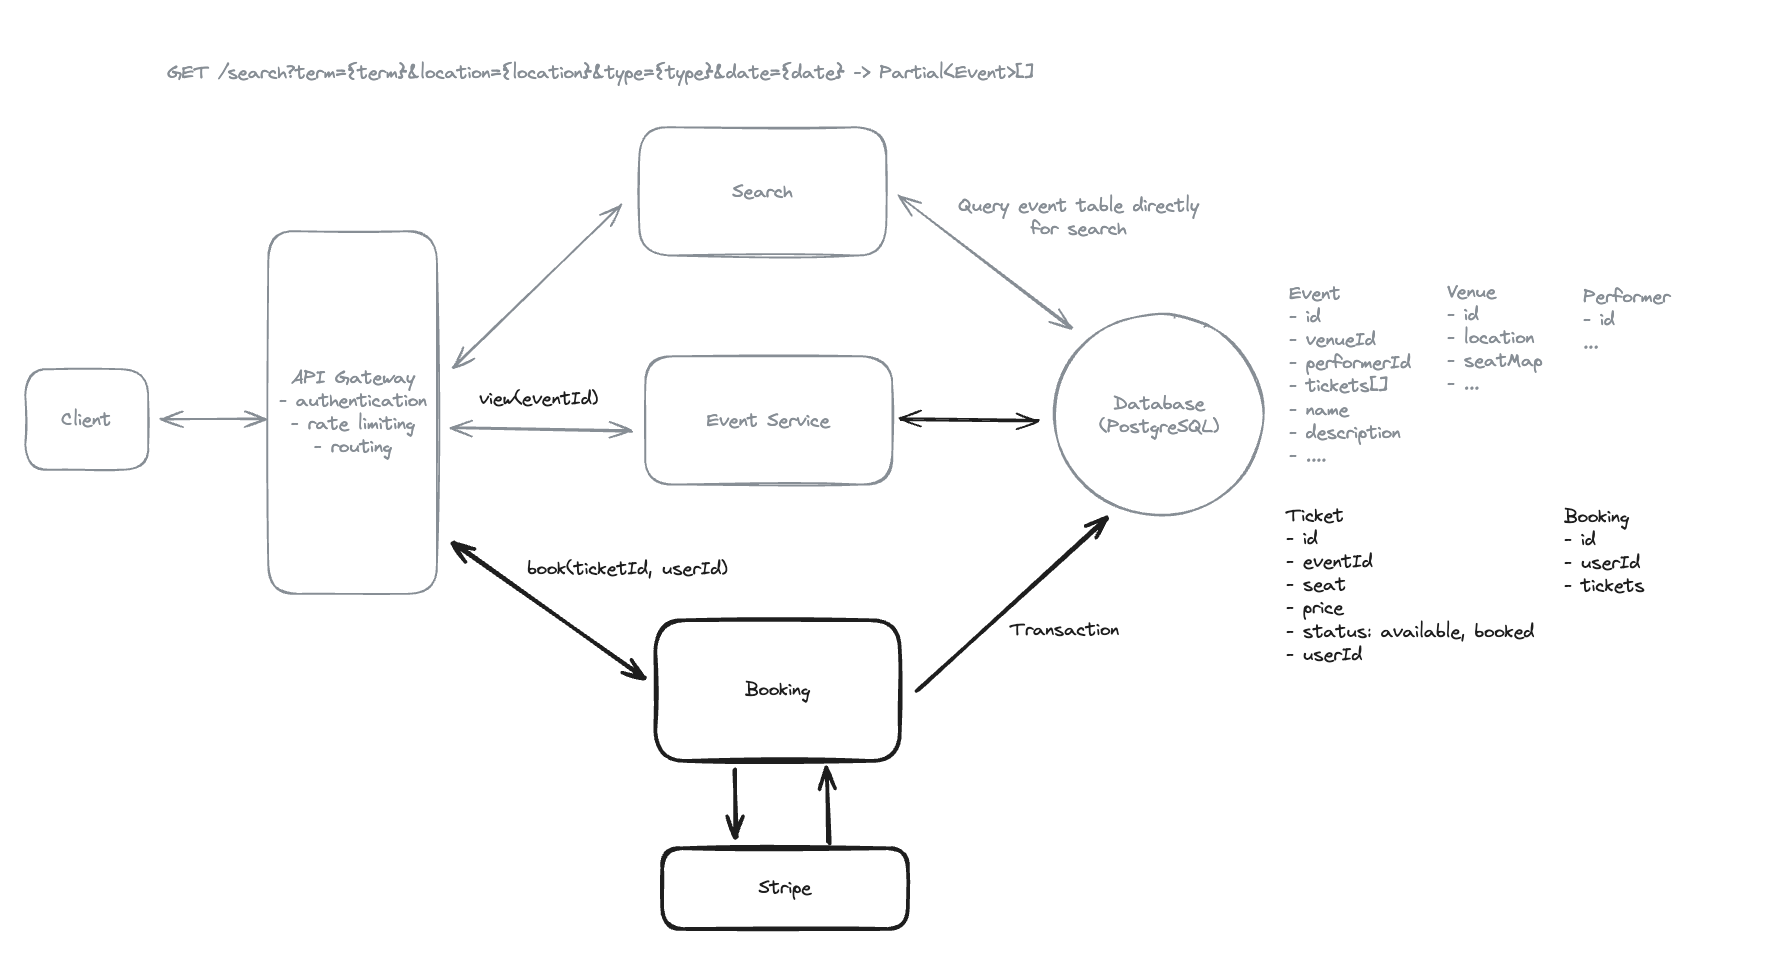 GET /search?term={term}&location={location}&type={type}&date={date} -> Partial<Event>[]
Search
Query event table directly
for search
Client
API Gateway
- authentication
- rate limiting
- routing
view(eventId)
Event Service
Database
(PostgreSQL)
Event
- id
- venueId
- performerId
- tickets[]
- name
- description
- ....
Venue
- id
- location
- seatMap
- ...
Performer
- id
...
book(ticketId, userId)
Transaction
Booking
Stripe
Ticket
- id
- eventId
- seat
- price
- status: available, booked
- userId
Booking
- id
- userId
- tickets